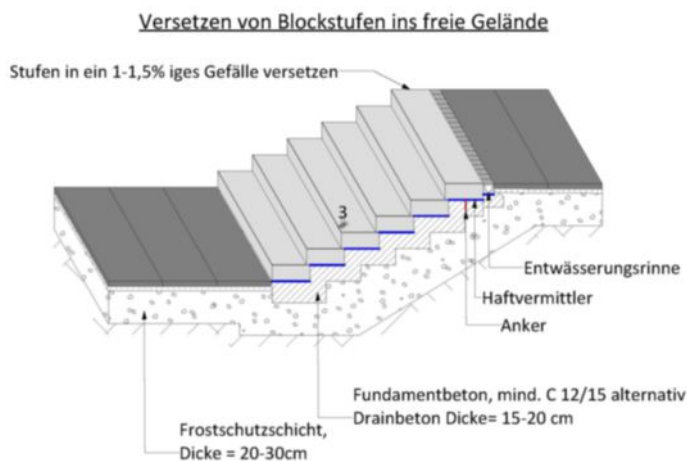 Versetzen von Blockstufen ins freie Gelände
Stufen in ein 1-1,5% iges Gefälle versetzen
3
Entwässerungsrinne
Haftvermittler
Anker
Fundamentbeton, mind. C 12/15 alternativ
Drainbeton Dicke= 15-20 cm
Frostschutzschicht,
Dicke = 20-30cm